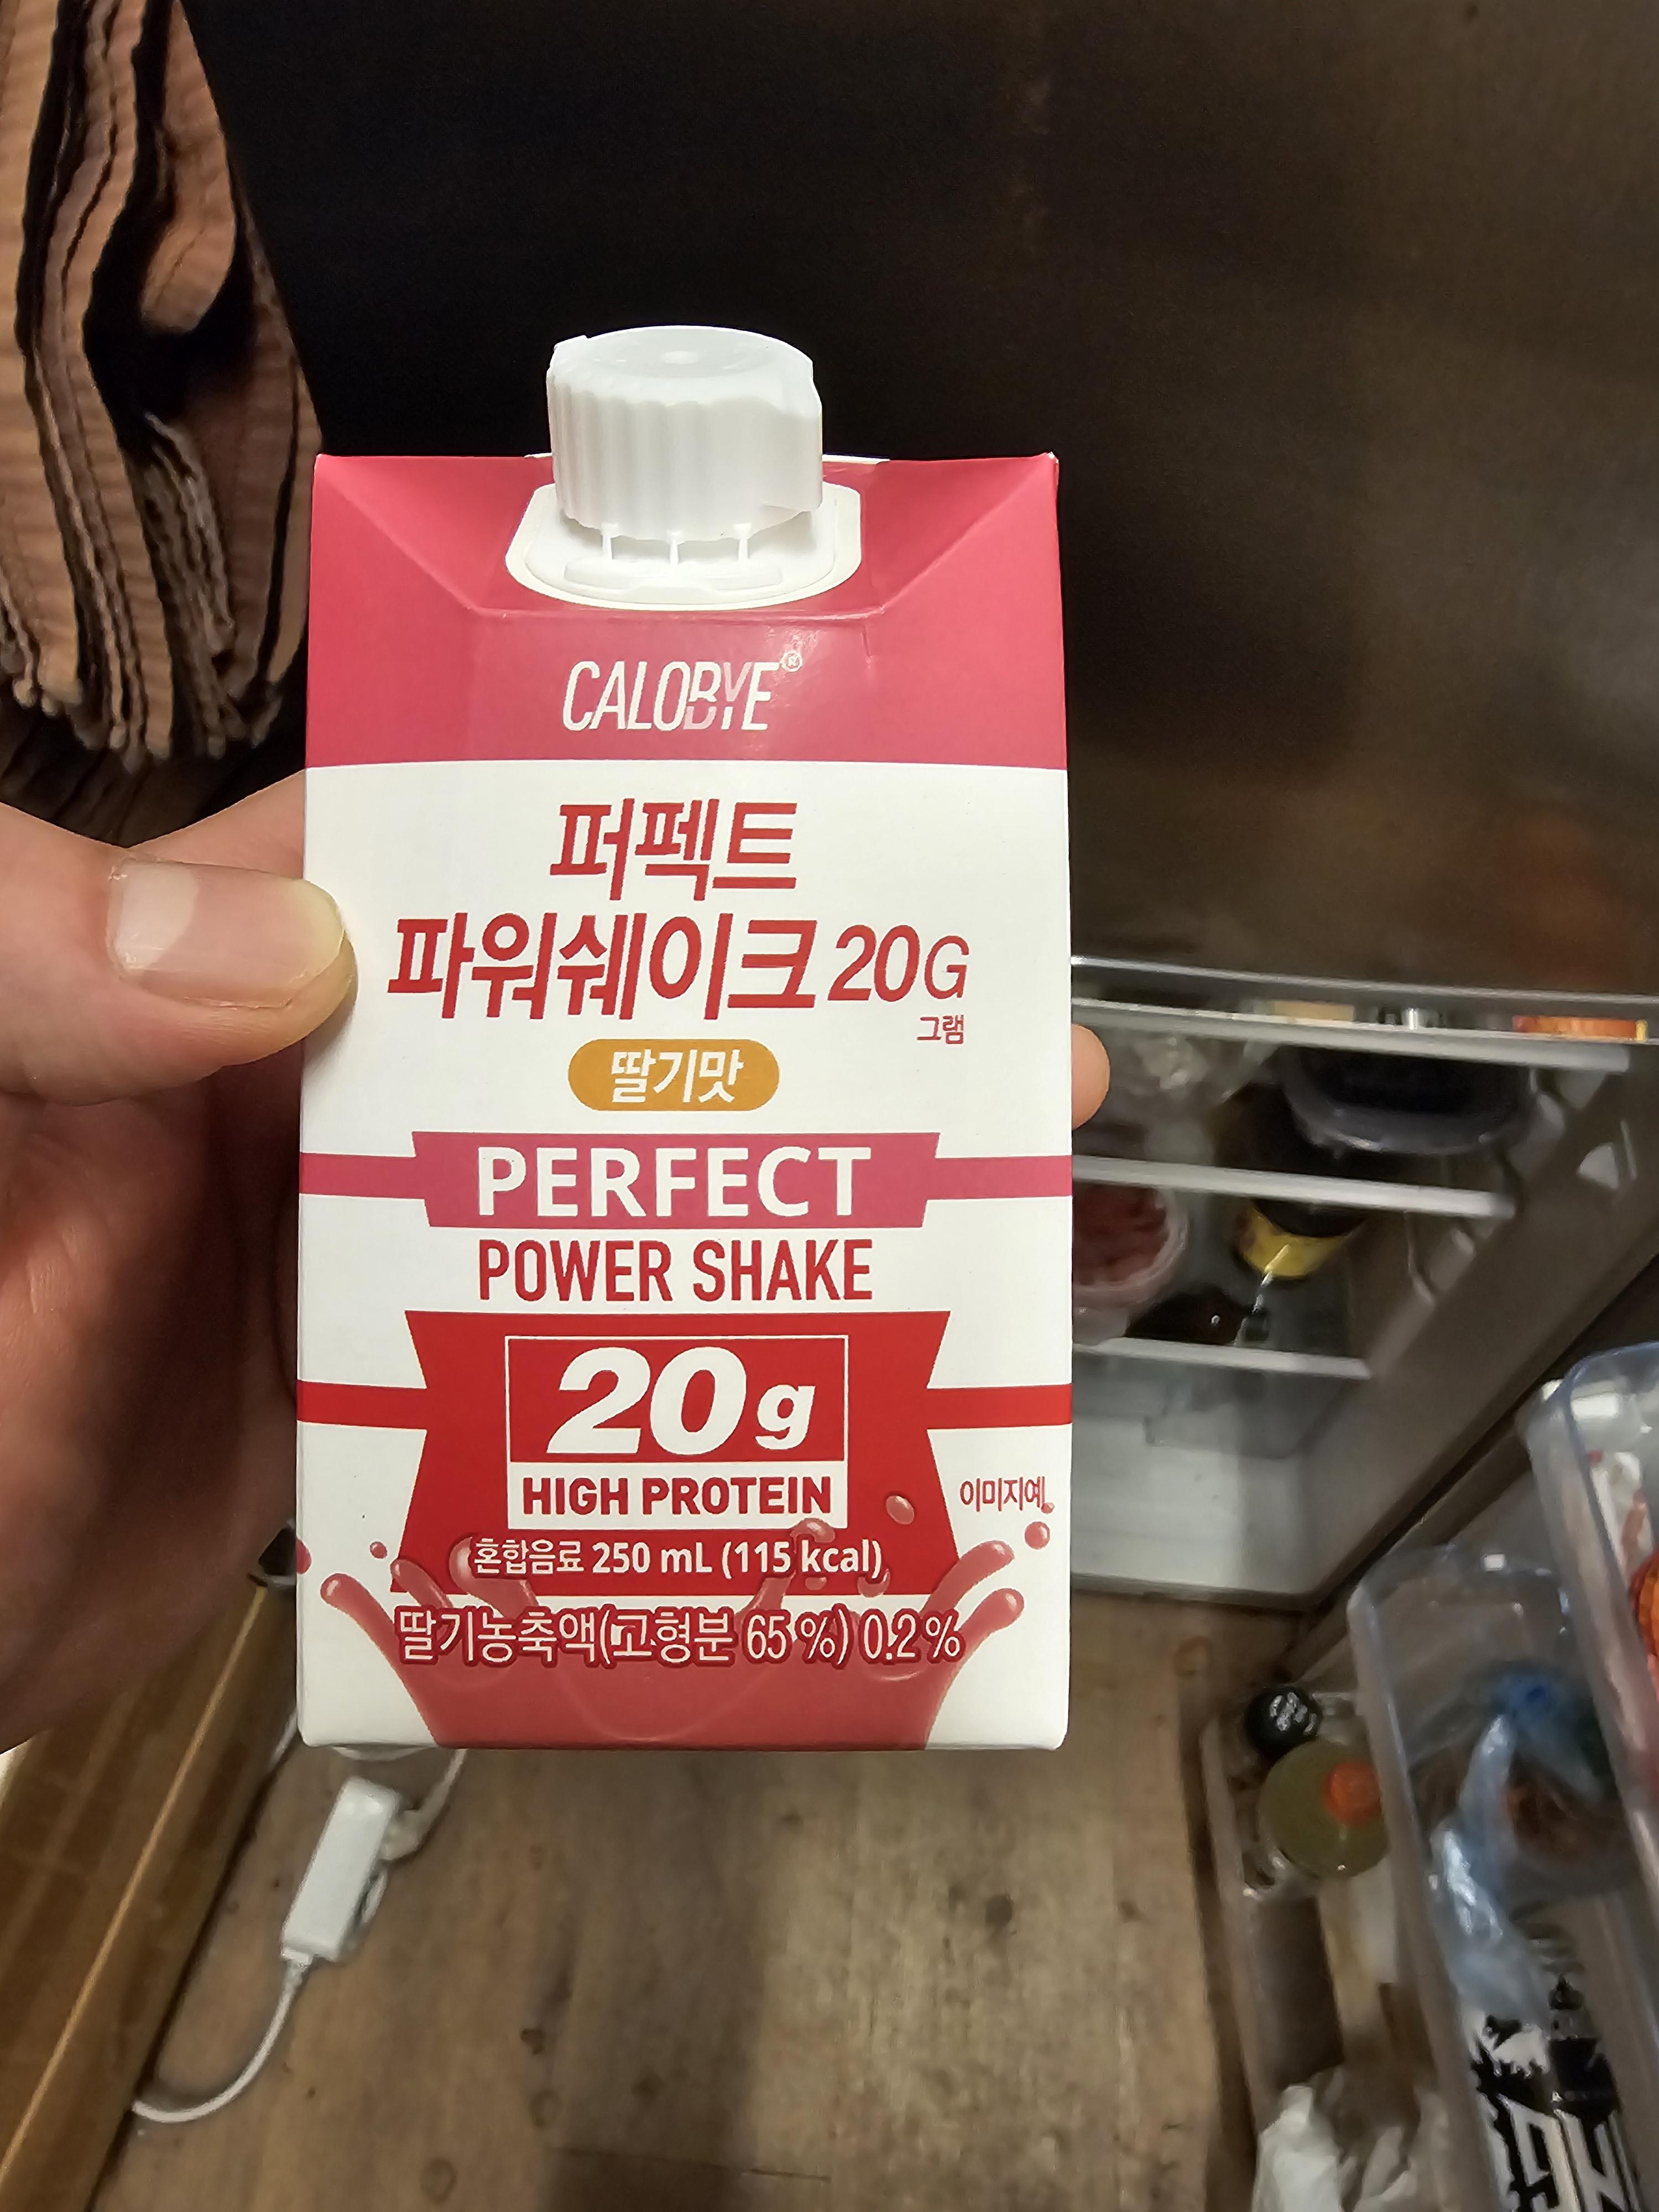 CALOBYE®
퍼펙트
파워쉐이크 20G
그램
딸기맛
PERFECT
POWER SHAKE
20g
HIGH PROTEIN
이미지예
혼합음료 250 mL (115 kcal)
딸기농축액(고형분 65 %) 0.2 %